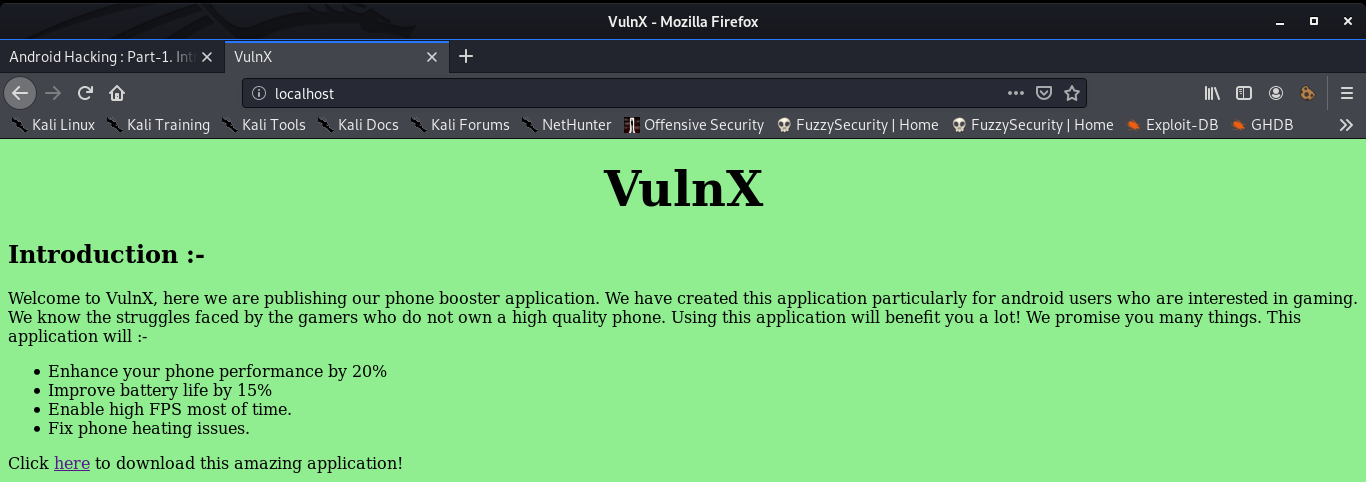 VulnX - Mozilla Firefox
Android Hacking : Part-1. Int
VulnX
localhost
Kali Linux Kali Training Kali Tools Kali Docs Kali Forums NetHunter Offensive Security FuzzySecurity | Home FuzzySecurity | Home Exploit-DB GHDB
VulnX
Introduction :-
Welcome to VulnX, here we are publishing our phone booster application. We have created this application particularly for android users who are interested in gaming.
We know the struggles faced by the gamers who do not own a high quality phone. Using this application will benefit you a lot! We promise you many things. This
application will :-
Enhance your phone performance by 20%
Improve battery life by 15%
Enable high FPS most of time.
Fix phone heating issues.
Click here to download this amazing application!